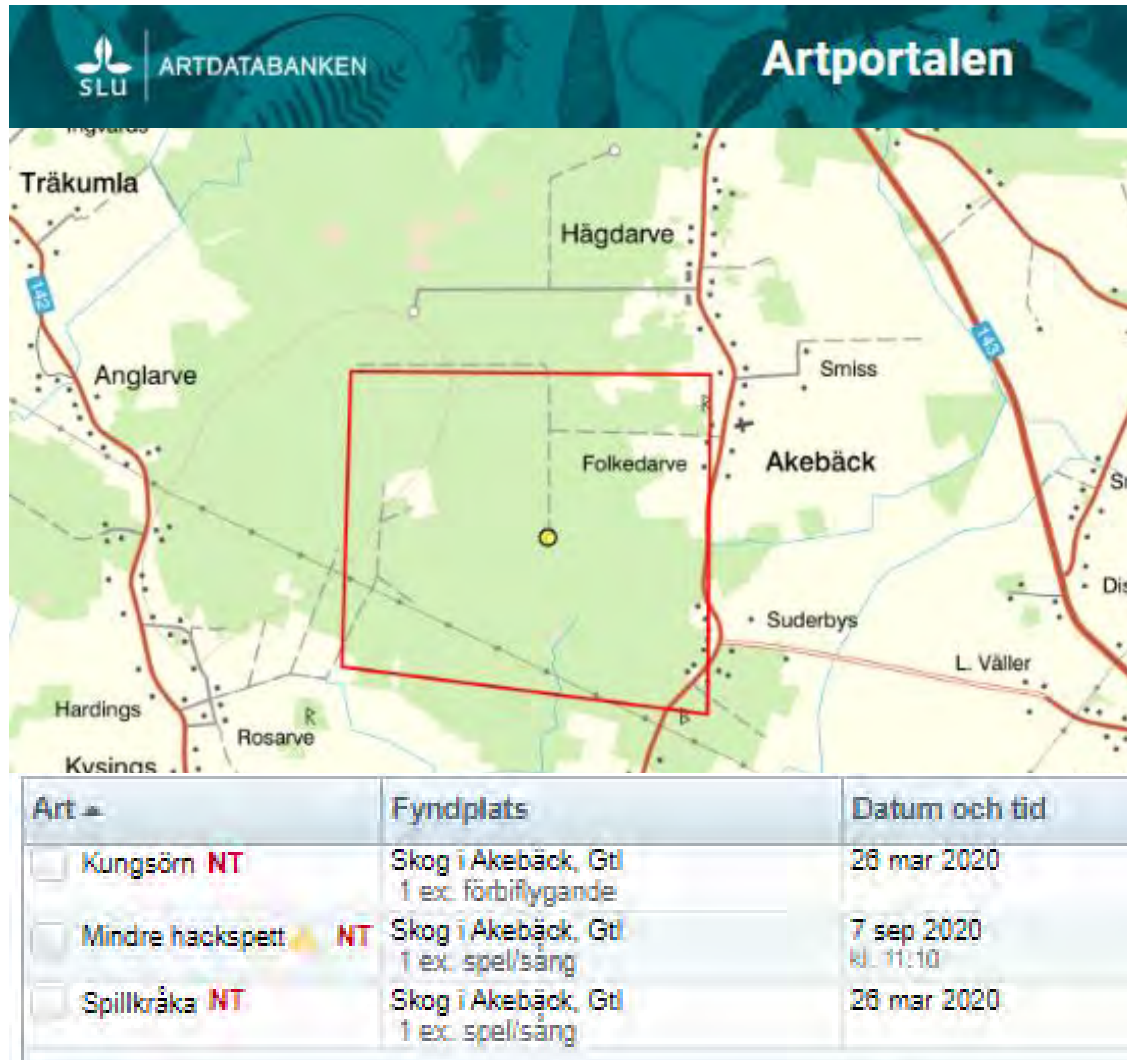 SLU
ARTDATABANKEN
Artportalen
Träkumla
Hägdarve
142
143
Anglarve
Smiss
R
Folkedarve
Akebäck
Suderbys
L. Väller
Hardings
R
Rosarve
R
Kysings
Art
Fyndplats
Datum och tid
Kungsörn NT
Skog i Akebäck, Gtl
1 ex. förbiflygande
26 mar 2020
Mindre hackspett NT
Skog i Akebäck, Gtl
1 ex. spel/sång
7 sep 2020
kl. 11:10
Spillkråka NT
Skog i Akebäck, Gtl
1 ex. spel/sång
26 mar 2020